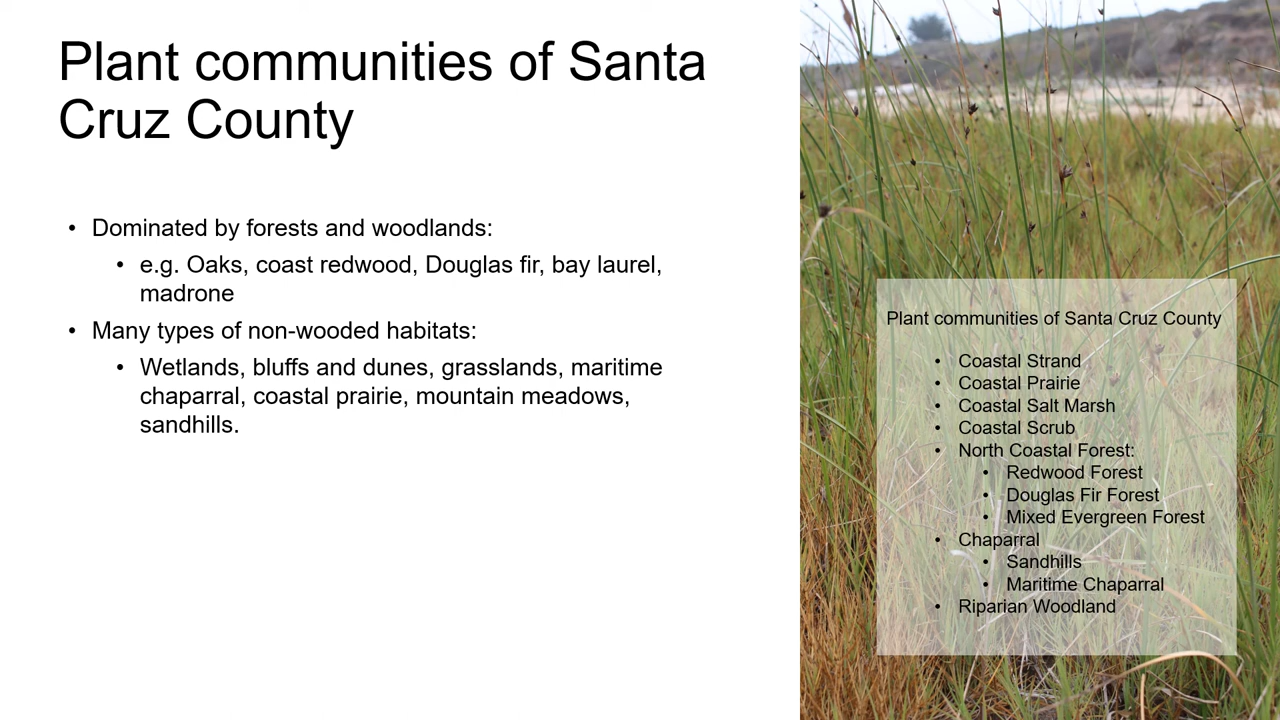 Plant communities of Santa
Cruz County
• Dominated by forests and woodlands:
• e.g. Oaks, coast redwood, Douglas fir, bay laurel,
madrone
• Many types of non-wooded habitats:
• Wetlands, bluffs and dunes, grasslands, maritime
chaparral, coastal prairie, mountain meadows,
sandhills.
Plant communities of Santa Cruz County
• Coastal Strand
• Coastal Prairie
• Coastal Salt Marsh
• Coastal Scrub
• North Coastal Forest:
• Redwood Forest
• Douglas Fir Forest
• Mixed Evergreen Forest
• Chaparral
• Sandhills
• Maritime Chaparral
• Riparian Woodland